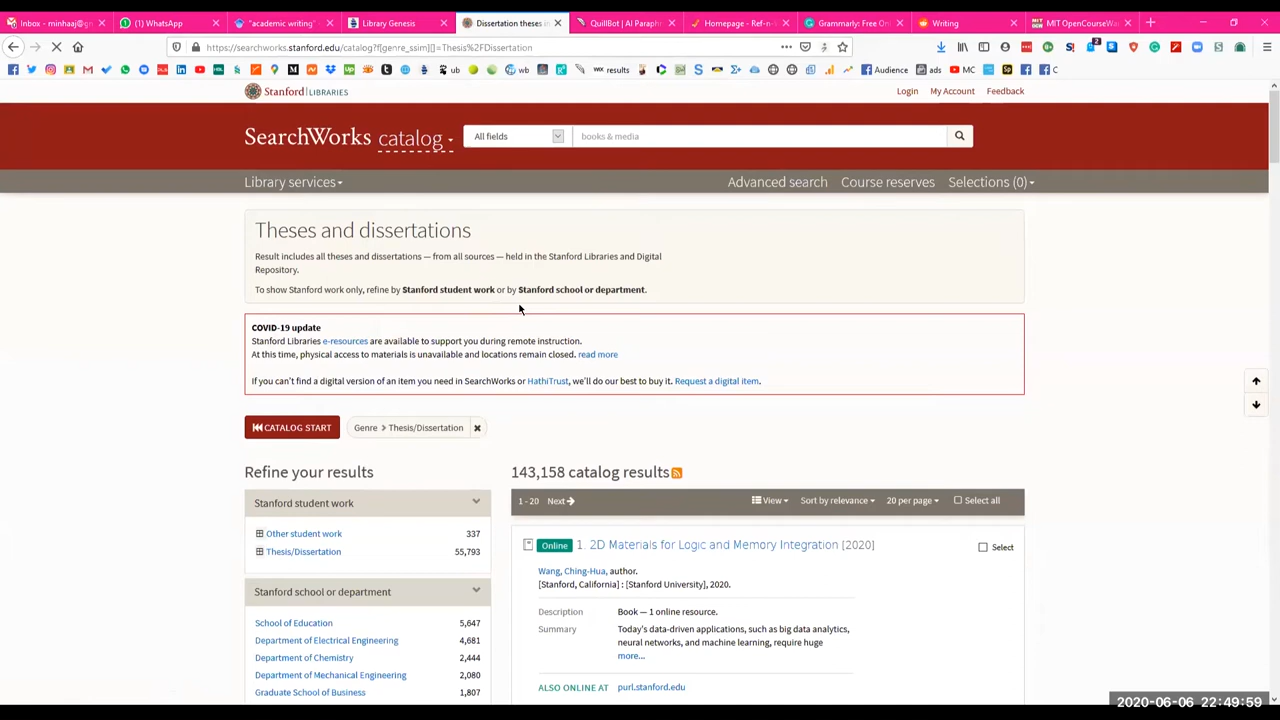 Inbox - minhaaj@g
(1) WhatsApp
"academic writing"
Library Genesis
Dissertation theses in
QuillBot | AI Paraph
Homepage - Ref-n-
Grammarly: Free On
Writing
MIT OpenCourseWa
https://searchworks.stanford.edu/catalog?f[genre_ssim][]=Thesis%2FDissertation
ub
wb
WIX results
Audience
ads
MC
C
Stanford | LIBRARIES
Login
My Account
Feedback
SearchWorks catalog
All fields
books & media
Library services
Advanced search
Course reserves
Selections (0)
Theses and dissertations
Result includes all theses and dissertations — from all sources — held in the Stanford Libraries and Digital
Repository.
To show Stanford work only, refine by Stanford student work or by Stanford school or department.
COVID-19 update
Stanford Libraries e-resources are available to support you during remote instruction.
At this time, physical access to materials is unavailable and locations remain closed. read more
If you can't find a digital version of an item you need in SearchWorks or HathiTrust, we'll do our best to buy it. Request a digital item.
CATALOG START
Genre > Thesis/Dissertation
Refine your results
143,158 catalog results
Stanford student work
1 - 20 Next
View
Sort by relevance
20 per page
Select all
Other student work 337
Thesis/Dissertation 55,793
Online 1. 2D Materials for Logic and Memory Integration [2020]
Select
Wang, Ching-Hua, author.
[Stanford, California] : [Stanford University], 2020.
Stanford school or department
Description Book — 1 online resource.
School of Education 5,647
Summary Today's data-driven applications, such as big data analytics,
Department of Electrical Engineering 4,681
neural networks, and machine learning, require huge
Department of Chemistry 2,444
more...
Department of Mechanical Engineering 2,080
ALSO ONLINE AT purl.stanford.edu
Graduate School of Business 1,807
2020-06-06 22:49:59